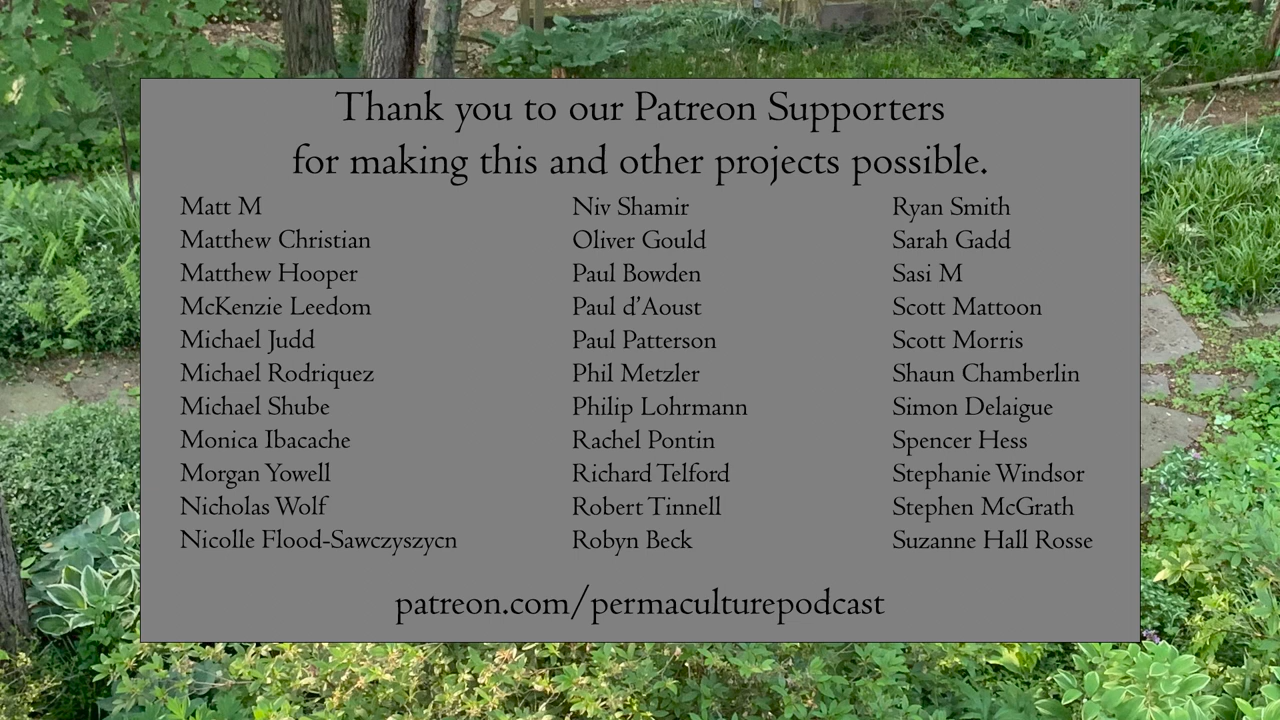 Thank you to our Patreon Supporters
for making this and other projects possible.
Matt M
Matthew Christian
Matthew Hooper
McKenzie Leedom
Michael Judd
Michael Rodriquez
Michael Shube
Monica Ibacache
Morgan Yowell
Nicholas Wolf
Nicolle Flood-Sawczyszycn
Niv Shamir
Oliver Gould
Paul Bowden
Paul d’Aoust
Paul Patterson
Phil Metzler
Philip Lohrmann
Rachel Pontin
Richard Telford
Robert Tinnell
Robyn Beck
Ryan Smith
Sarah Gadd
Sasi M
Scott Mattoon
Scott Morris
Shaun Chamberlin
Simon Delaigue
Spencer Hess
Stephanie Windsor
Stephen McGrath
Suzanne Hall Rosse
patreon.com/permaculturepodcast